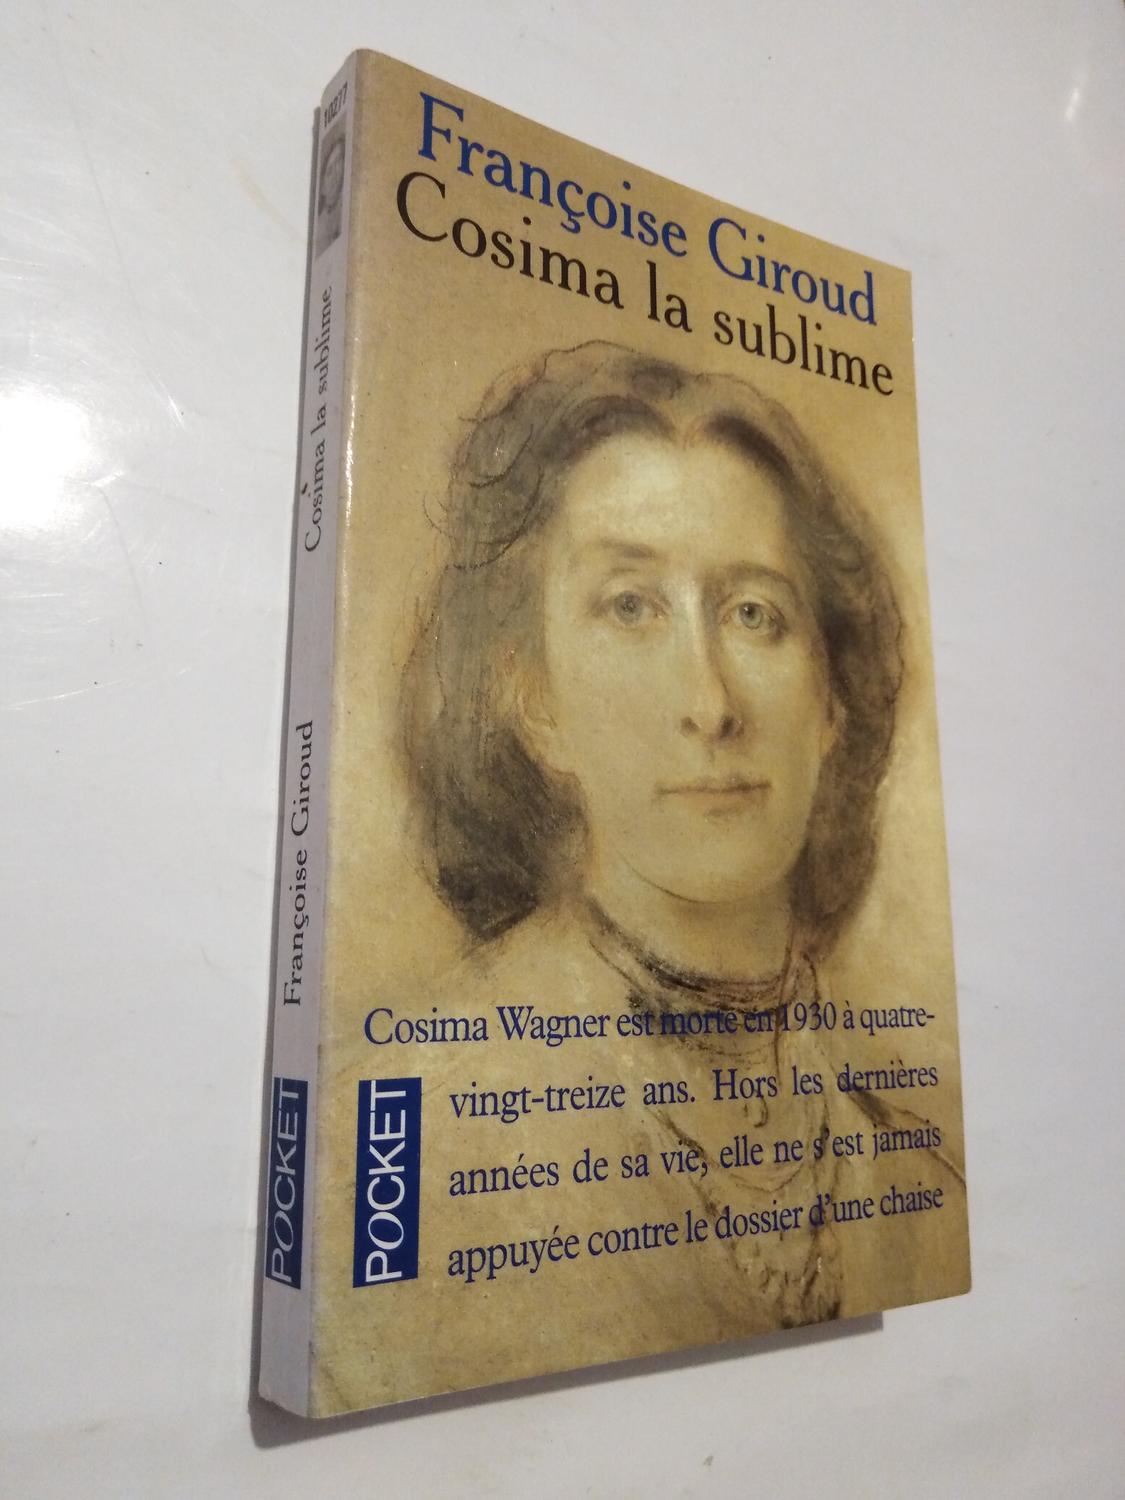 Françoise Giroud
Cosima la sublime
Cosima Wagner est morte en 1930 à quatre-
vingt-treize ans. Hors les dernières
années de sa vie, elle ne s'est jamais
appuyée contre le dossier d'une chaise
POCKET
10277
Cosima la sublime
Françoise Giroud
POCKET